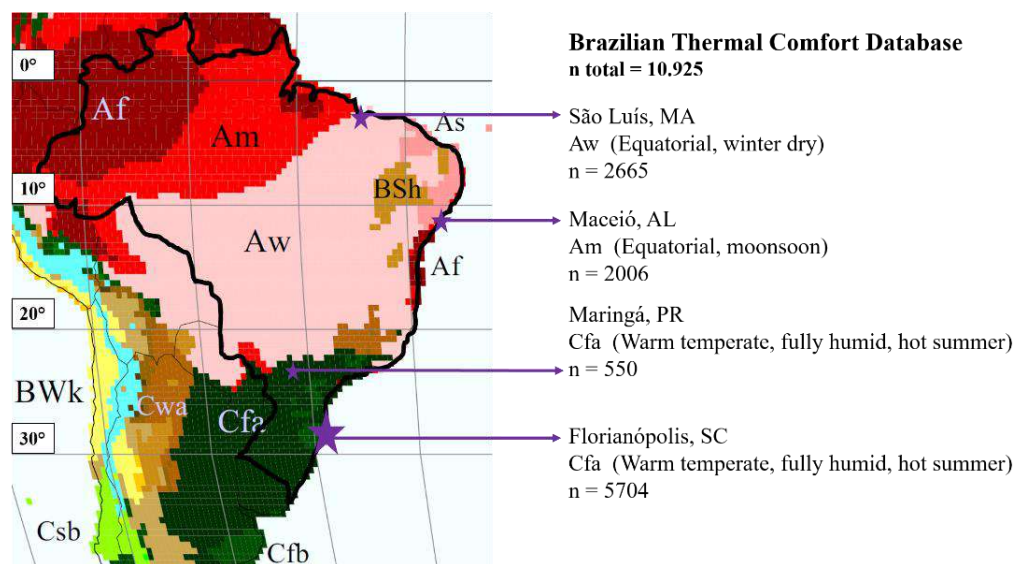 0°
Af
Am
As
10°
BSh
Aw
Af
20°
BWk
Cwa
Cfa
30°
Csb
Cfb
Brazilian Thermal Comfort Database
n total = 10.925
São Luís, MA
Aw (Equatorial, winter dry)
n = 2665
Maceió, AL
Am (Equatorial, moonsoon)
n = 2006
Maringá, PR
Cfa (Warm temperate, fully humid, hot summer)
n = 550
Florianópolis, SC
Cfa (Warm temperate, fully humid, hot summer)
n = 5704